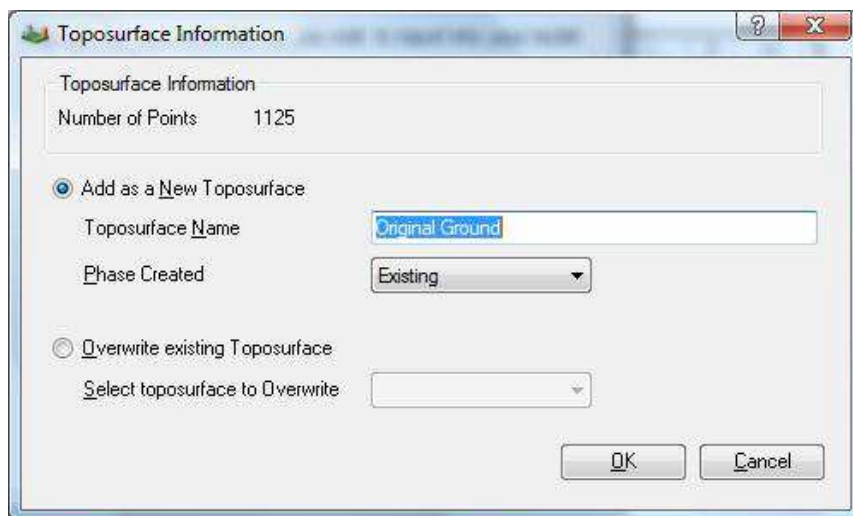 Toposurface Information
Toposurface Information
Number of Points 1125
Add as a New Toposurface
Toposurface Name Original Ground
Phase Created Existing
Overwrite existing Toposurface
Select toposurface to Overwrite
OK Cancel